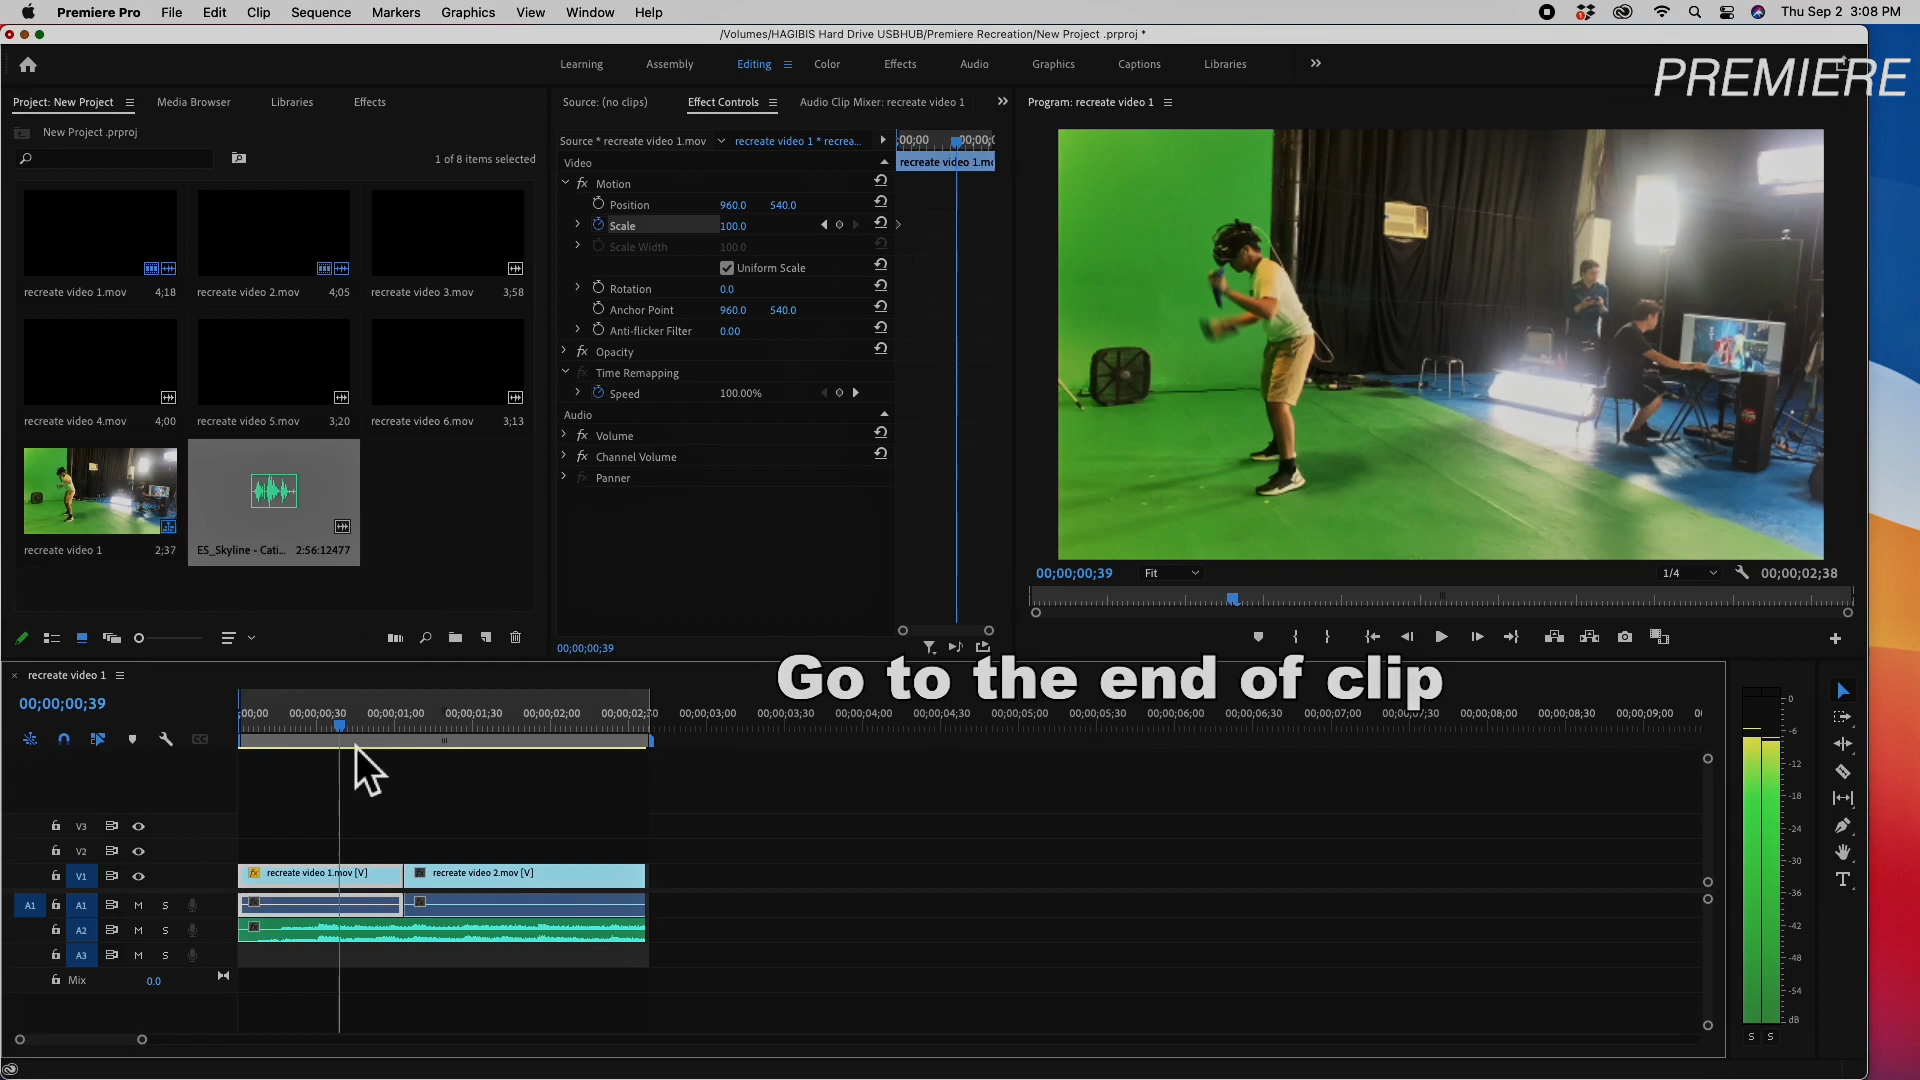 Premiere Pro File Edit Clip Sequence Markers Graphics View Window Help Thu Sep 2 3:08 PM
/Volumes/HAGIBIS Hard Drive USBHUB/Premiere Recreation/New Project .prproj *
Learning Assembly Editing Color Effects Audio Graphics Captions Libraries
PREMIERE
Project: New Project Media Browser Libraries Effects
New Project .prproj
1 of 8 items selected
recreate video 1.mov 4;18 recreate video 2.mov 4;05 recreate video 3.mov 3;58
recreate video 4.mov 4;00 recreate video 5.mov 3;20 recreate video 6.mov 3;13
recreate video 1 2;37 ES_Skyline - Cati... 2:56:12477
Source: (no clips) Effect Controls Audio Clip Mixer: recreate video 1
Source * recreate video 1.mov recreate video 1 * recrea... ;00;00 00;00;
Video recreate video 1.m
fx Motion
Position 960.0 540.0
Scale 100.0
Scale Width 100.0
Uniform Scale
Rotation 0.0
Anchor Point 960.0 540.0
Anti-flicker Filter 0.00
fx Opacity
fx Time Remapping
Speed 100.00%
Audio
fx Volume
fx Channel Volume
fx Panner
00;00;00;39
Program: recreate video 1
00;00;00;39 Fit 1/4 00;00;02;38
Go to the end of clip
recreate video 1
00;00;00;39
;00;00 00;00;00;30 00;00;01;00 00;00;01;30 00;00;02;00 00;00;02;30 00;00;03;00 00;00;03;30 00;00;04;00 00;00;04;30 00;00;05;00 00;00;05;30 00;00;06;00 00;00;06;30 00;00;07;00 00;00;07;30 00;00;08;00 00;00;08;30 00;00;09;00
V3
V2
V1 fx recreate video 1.mov [V] fx recreate video 2.mov [V]
A1 A1 M S
A2 M S
A3 M S
Mix 0.0
0
-6
-12
-18
-24
-30
-36
-42
-48
-54
dB
S S